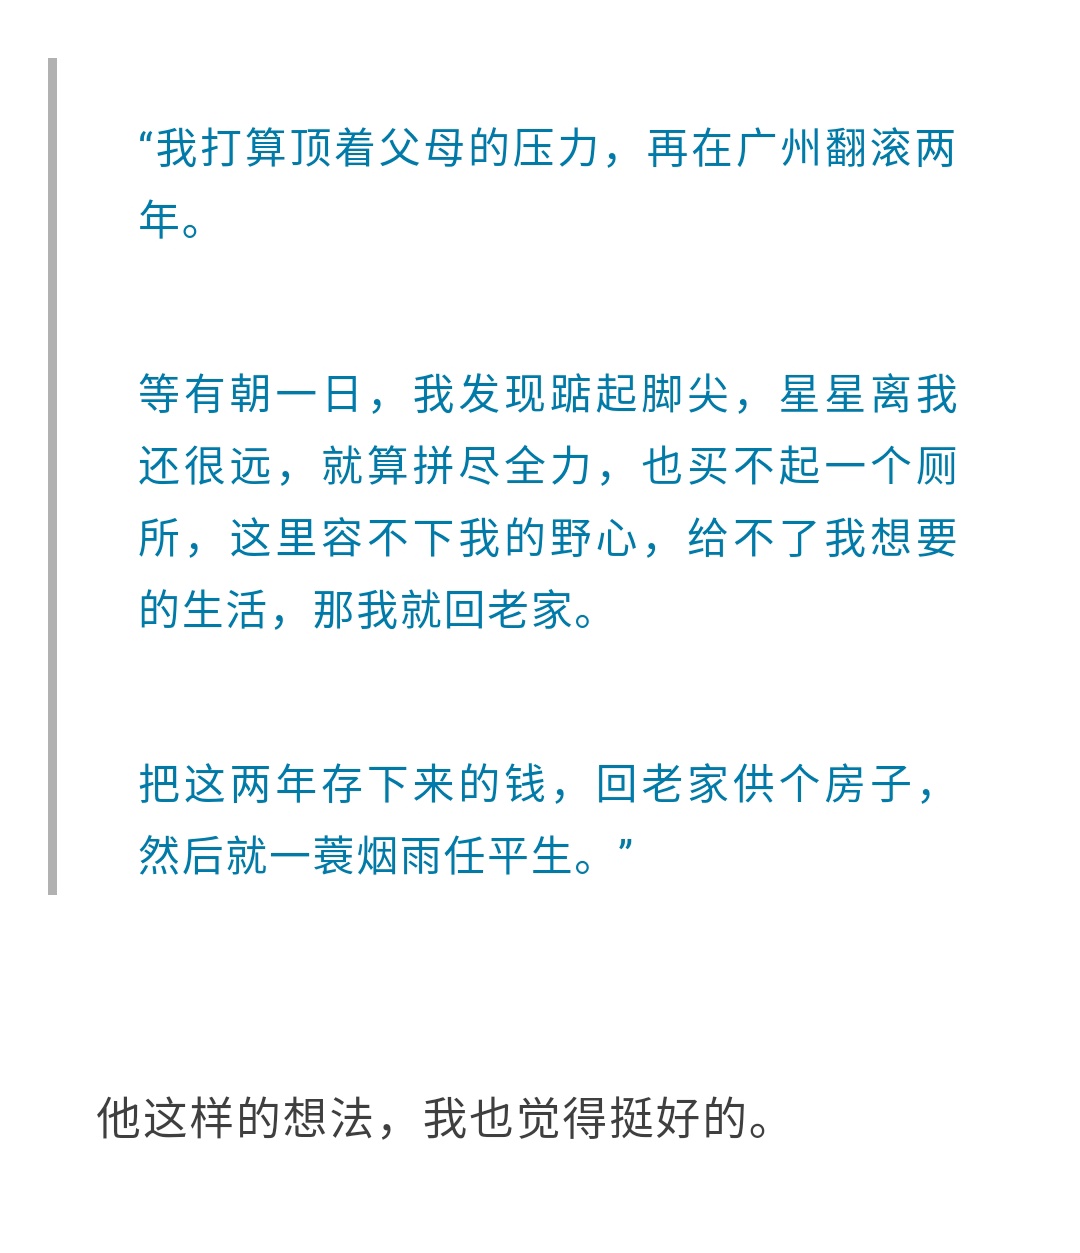 “我打算顶着父母的压力，再在广州翻滚两
年。
等有朝一日，我发现踮起脚尖，星星离我
还很远，就算拼尽全力，也买不起一个厕
所，这里容不下我的野心，给不了我想要
的生活，那我就回老家。
把这两年存下来的钱，回老家供个房子，
然后就一蓑烟雨任平生。”
他这样的想法，我也觉得挺好的。